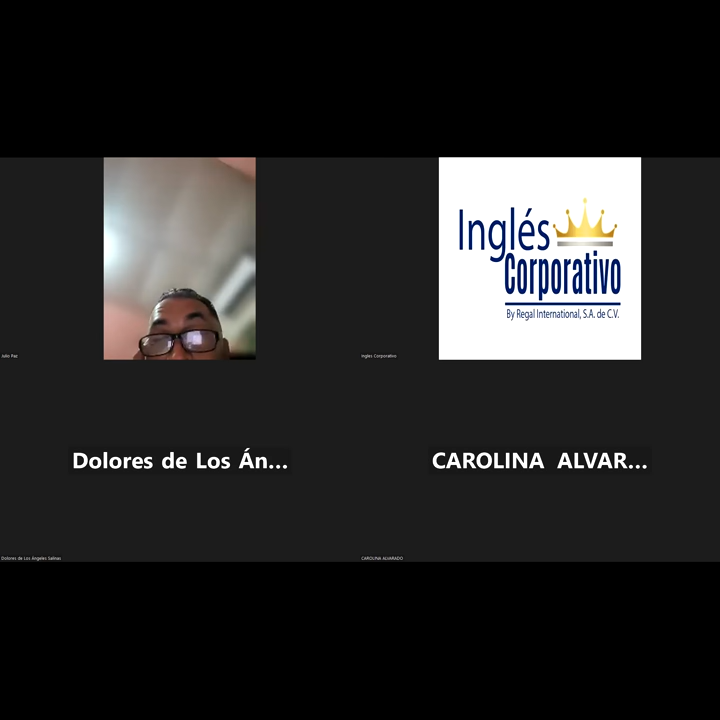 Inglés
Corporativo
By Regal International, S.A. de C.V.
Julio Paz
Inglés Corporativo
Dolores de Los Án...
CAROLINA ALVAR...
Dolores de Los Ángeles Salinas
CAROLINA ALVARADO